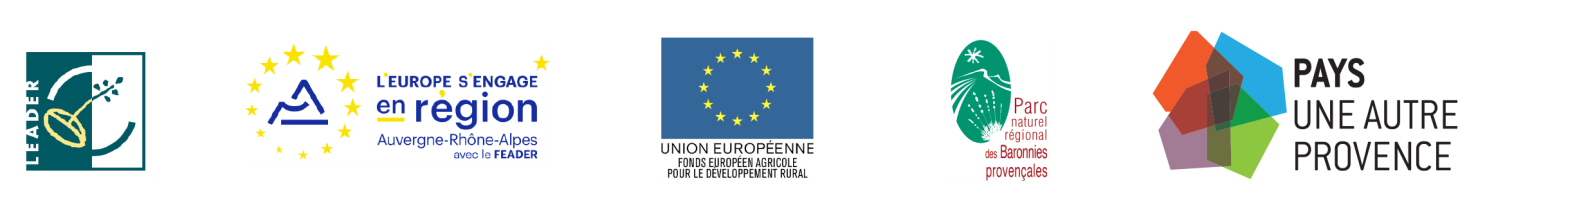 LEADER
L'EUROPE S'ENGAGE
en région
Auvergne-Rhône-Alpes
avec le FEADER
UNION EUROPÉENNE
FONDS EUROPÉEN AGRICOLE
POUR LE DÉVELOPPEMENT RURAL
Parc
naturel
régional
des Baronnies
provençales
PAYS
UNE AUTRE
PROVENCE